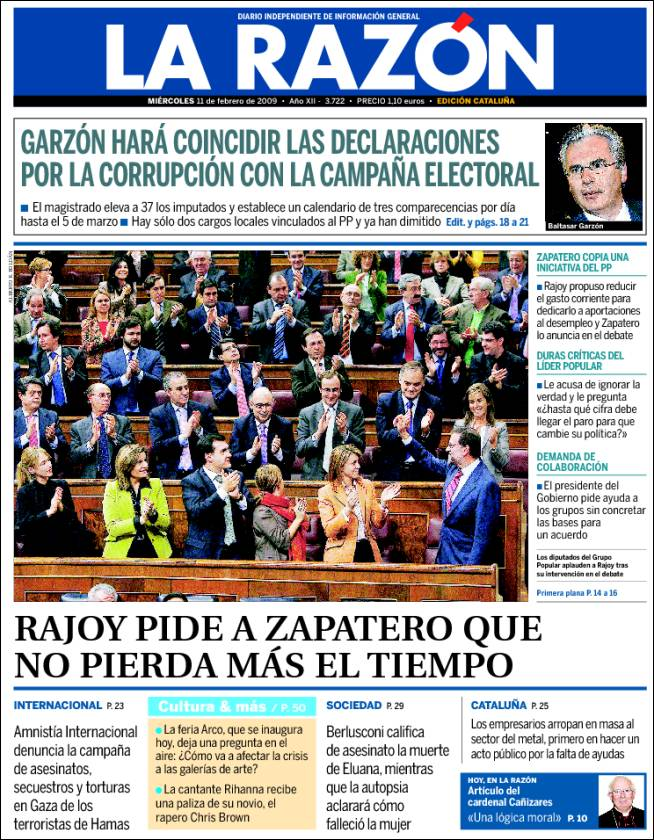 DIARIO INDEPENDIENTE DE INFORMACIÓN GENERAL
LA RAZÓN
MIÉRCOLES 11 de febrero de 2009 • Año XII - 3.722 • PRECIO 1,10 euros • EDICIÓN CATALUÑA
GARZÓN HARÁ COINCIDIR LAS DECLARACIONES
POR LA CORRUPCIÓN CON LA CAMPAÑA ELECTORAL
■ El magistrado eleva a 37 los imputados y establece un calendario de tres comparecencias por día
hasta el 5 de marzo ■ Hay sólo dos cargos locales vinculados al PP y ya han dimitido Edit. y págs. 18 a 21
Baltasar Garzón
ZAPATERO COPIA UNA
INICIATIVA DEL PP
■ Rajoy propuso reducir
el gasto corriente para
dedicarlo a aportaciones
al desempleo y Zapatero
lo anuncia en el debate
DURAS CRÍTICAS DEL
LÍDER POPULAR
■ Le acusa de ignorar la
verdad y le pregunta
«¿hasta qué cifra debe
llegar el paro para que
cambie su política?»
DEMANDA DE
COLABORACIÓN
■ El presidente del
Gobierno pide ayuda a
los grupos sin concretar
las bases para
un acuerdo
Los diputados del Grupo
Popular aplauden a Rajoy tras
su intervención en el debate
Primera plana P. 14 a 16
RAJOY PIDE A ZAPATERO QUE
NO PIERDA MÁS EL TIEMPO
INTERNACIONAL P. 23
Amnistía Internacional
denuncia la campaña
de asesinatos,
secuestros y torturas
en Gaza de los
terroristas de Hamas
Cultura & más / P. 50
• La feria Arco, que se inaugura
hoy, deja una pregunta en el
aire: ¿Cómo va a afectar la crisis
a las galerías de arte?
• La cantante Rihanna recibe
una paliza de su novio, el
rapero Chris Brown
SOCIEDAD P. 29
Berlusconi califica
de asesinato la muerte
de Eluana, mientras
que la autopsia
aclarará cómo
falleció la mujer
CATALUÑA P. 25
Los empresarios arropan en masa al
sector del metal, primero en hacer un
acto público por la falta de ayudas
HOY, EN LA RAZÓN
Artículo del
cardenal Cañizares
«Una lógica moral» P. 10